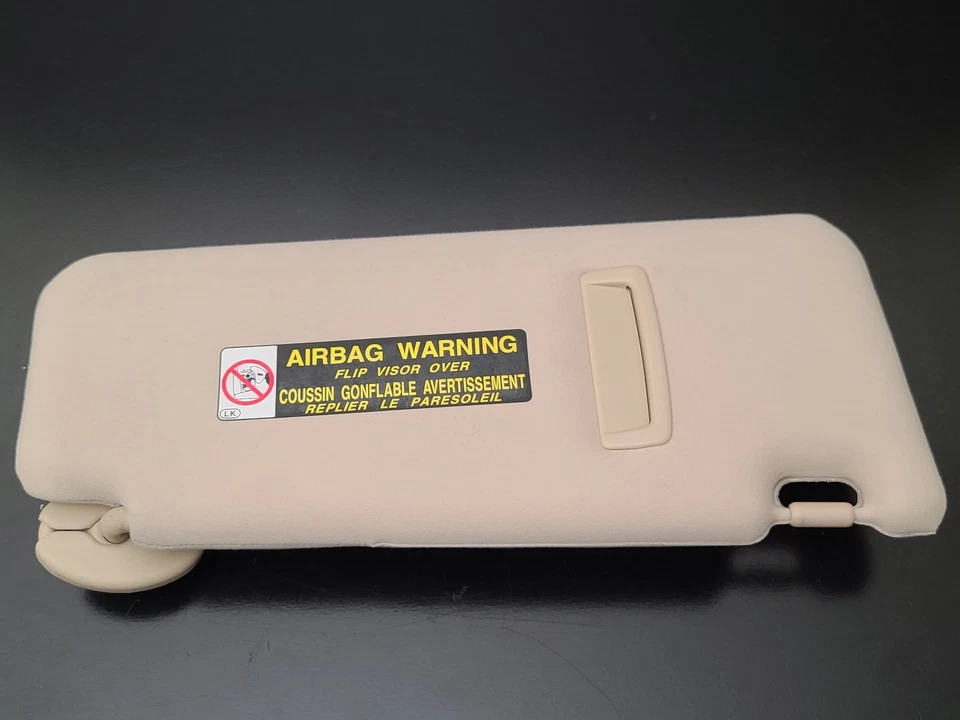 AIRBAG WARNING
FLIP VISOR OVER
COUSSIN GONFLABLE AVERTISSEMENT
REPLIER LE PARESOLEIL
LK